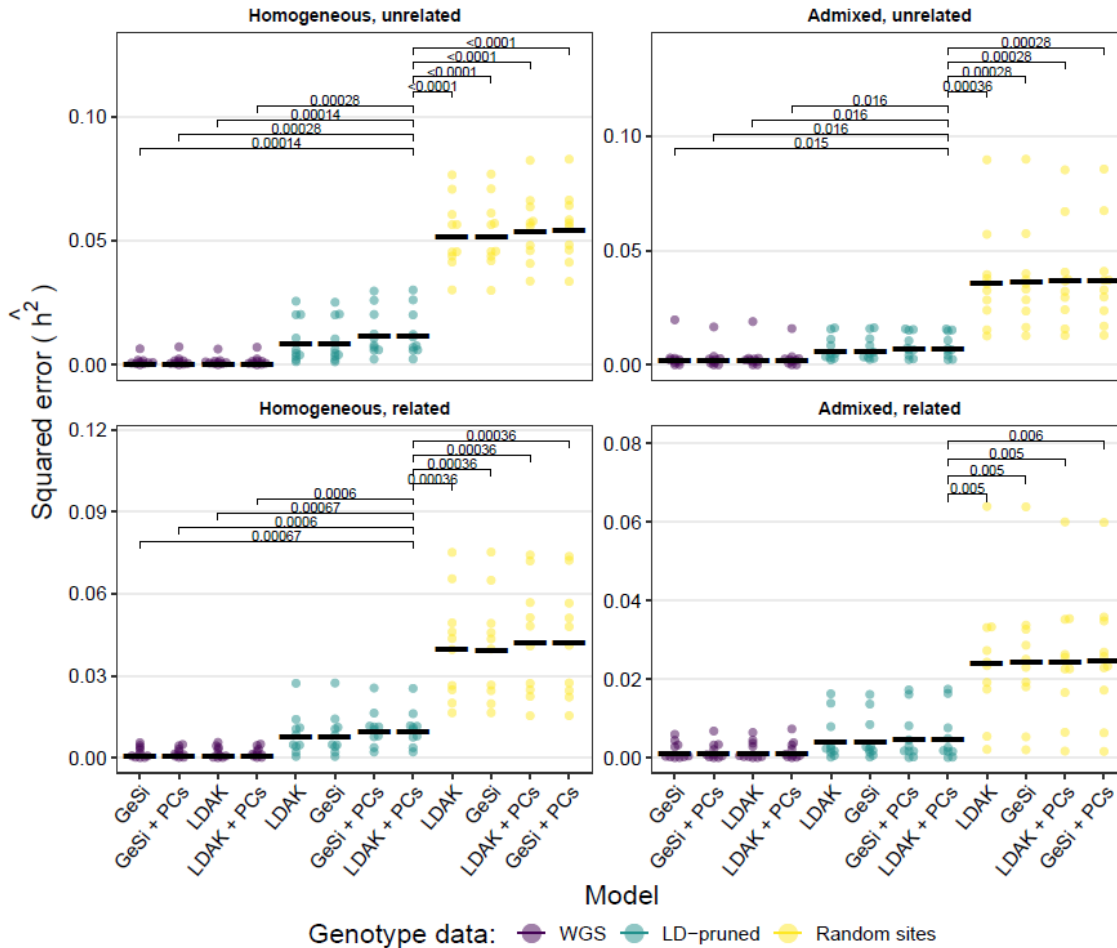 Homogeneous, unrelated
Admixed, unrelated
<0.0001
<0.0001
<0.0001
<0.0001
0.00028
0.00014
0.00028
0.00014
0.00028
0.00028
0.00028
0.00036
0.016
0.016
0.016
0.015
0.10
0.05
0.00
0.10
0.05
0.00
Homogeneous, related
Admixed, related
0.00036
0.00036
0.00036
0.00036
0.0006
0.00067
0.0006
0.00067
0.006
0.005
0.005
0.005
0.12
0.09
0.06
0.03
0.00
0.08
0.06
0.04
0.02
0.00
Squared error ( ĥ² )
GeSi
GeSi + PCs
LDAK
LDAK + PCs
LDAK
GeSi
GeSi + PCs
LDAK + PCs
LDAK
GeSi
LDAK + PCs
GeSi + PCs
GeSi
GeSi + PCs
LDAK
LDAK + PCs
LDAK
GeSi
GeSi + PCs
LDAK + PCs
LDAK
GeSi
LDAK + PCs
GeSi + PCs
Model
Genotype data: WGS LD−pruned Random sites